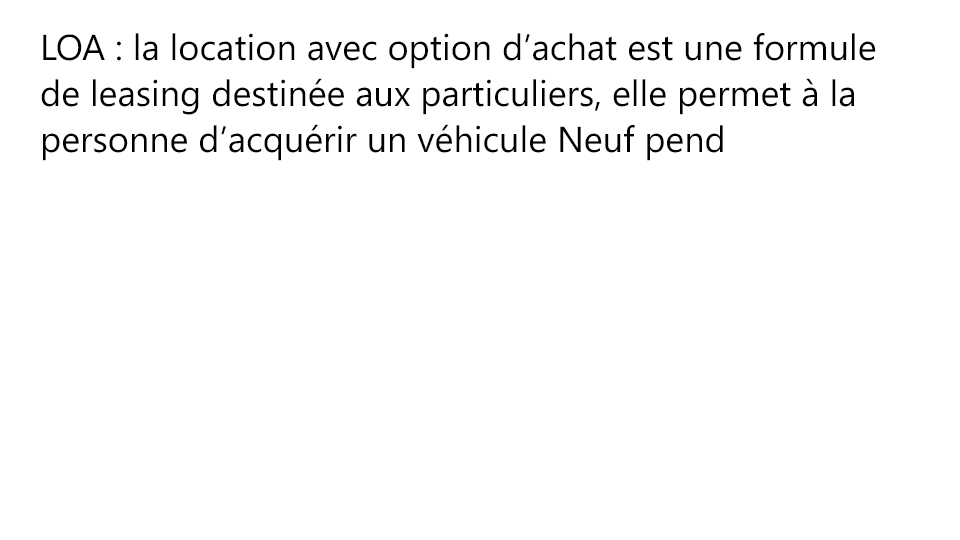 LOA : la location avec option d’achat est une formule
de leasing destinée aux particuliers, elle permet à la
personne d’acquérir un véhicule Neuf pend